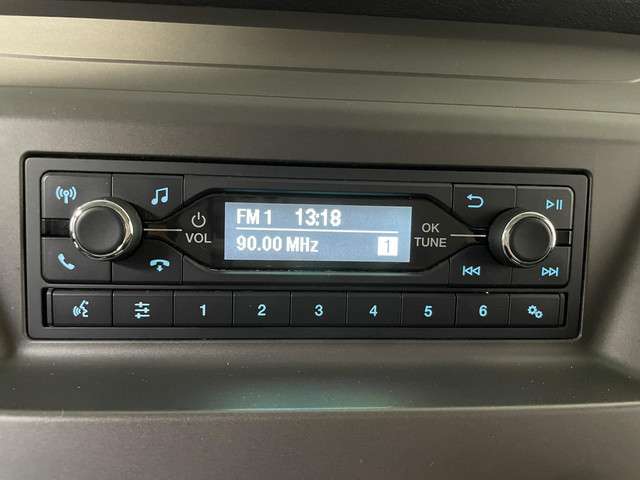 FM 1 13:18
90.00 MHz 1
VOL
OK
TUNE
1 2 3 4 5 6